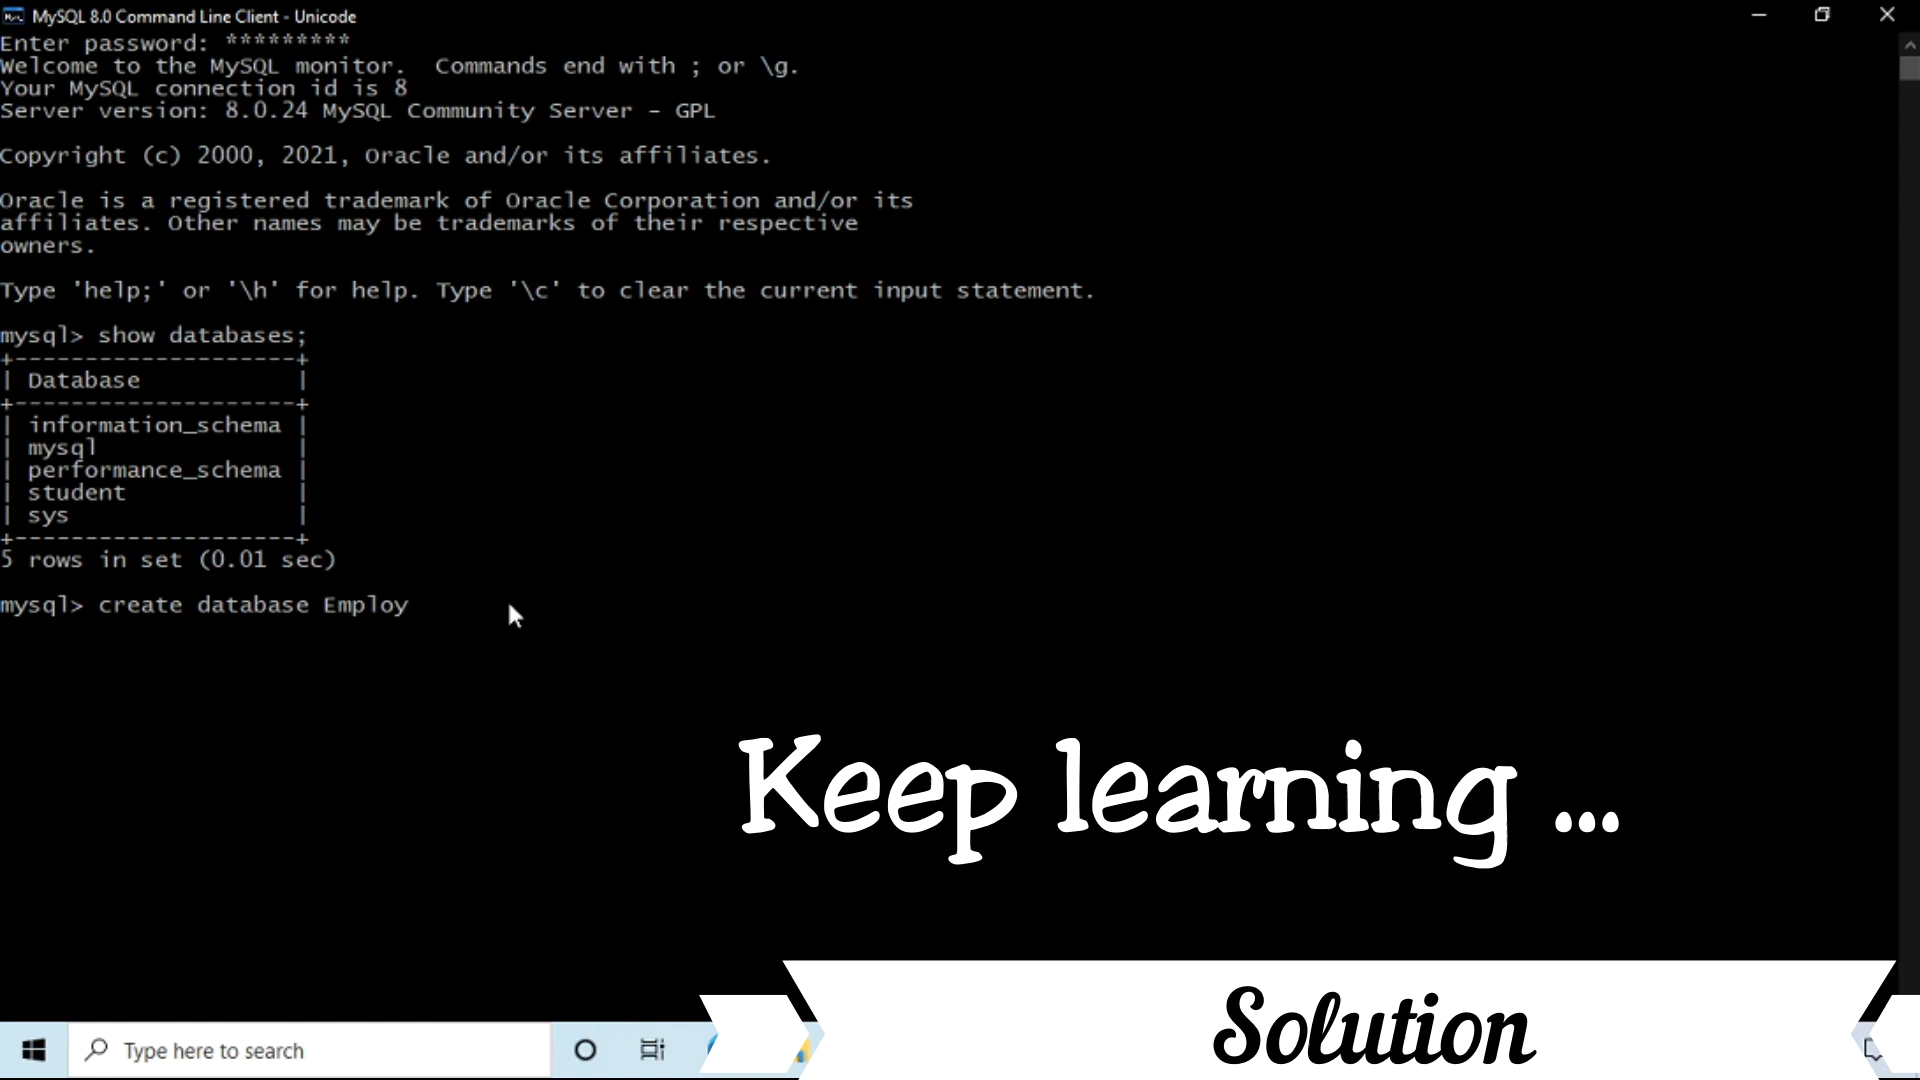 MySQL 8.0 Command Line Client - Unicode
Enter password: *********
Welcome to the MySQL monitor.  Commands end with ; or \g.
Your MySQL connection id is 8
Server version: 8.0.24 MySQL Community Server - GPL
Copyright (c) 2000, 2021, Oracle and/or its affiliates.
Oracle is a registered trademark of Oracle Corporation and/or its
affiliates. Other names may be trademarks of their respective
owners.
Type 'help;' or '\h' for help. Type '\c' to clear the current input statement.
mysql> show databases;
+--------------------+
| Database           |
+--------------------+
| information_schema |
| mysql              |
| performance_schema |
| student            |
| sys                |
+--------------------+
5 rows in set (0.01 sec)
mysql> create database Employ
Keep learning ...
Solution
Type here to search